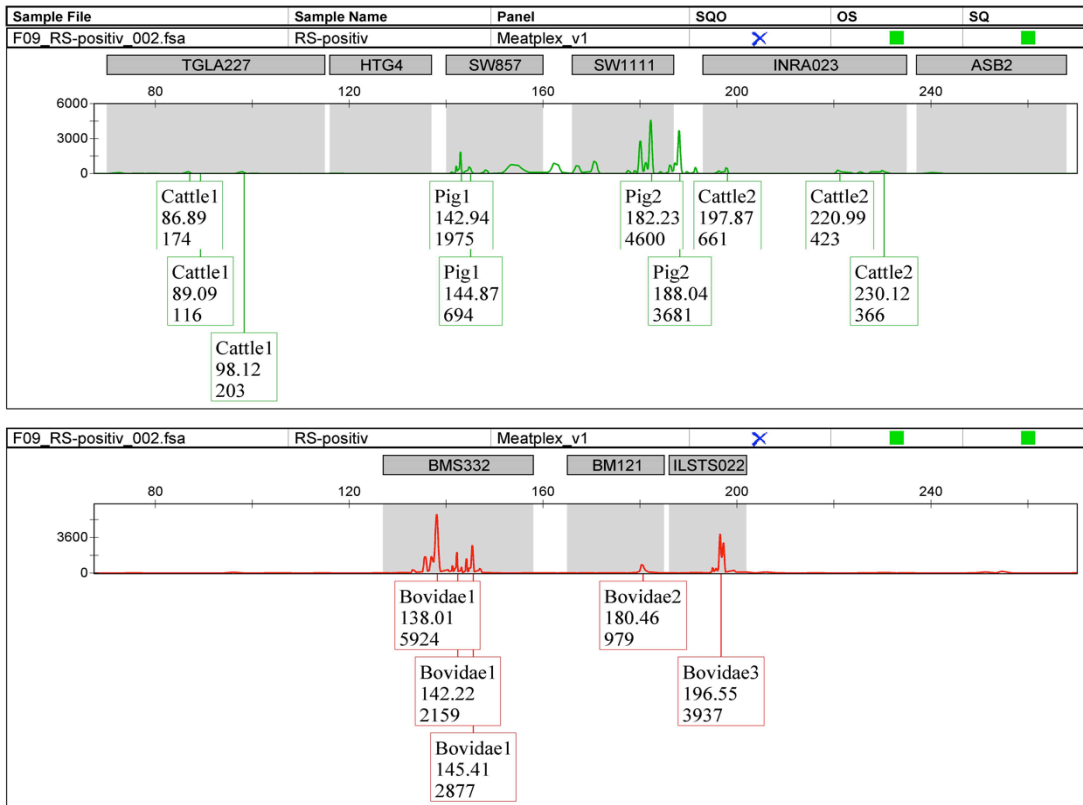 Sample File Sample Name Panel SQO OS SQ
F09_RS-positiv_002.fsa RS-positiv Meatplex_v1
TGLA227 HTG4 SW857 SW1111 INRA023 ASB2
80 120 160 200 240
6000
3000
0
Cattle1
86.89
174
Cattle1
89.09
116
Cattle1
98.12
203
Pig1
142.94
1975
Pig1
144.87
694
Pig2
182.23
4600
Pig2
188.04
3681
Cattle2
197.87
661
Cattle2
220.99
423
Cattle2
230.12
366
F09_RS-positiv_002.fsa RS-positiv Meatplex_v1
BMS332 BM121 ILSTS022
80 120 160 200 240
3600
0
Bovidae1
138.01
5924
Bovidae1
142.22
2159
Bovidae1
145.41
2877
Bovidae2
180.46
979
Bovidae3
196.55
3937